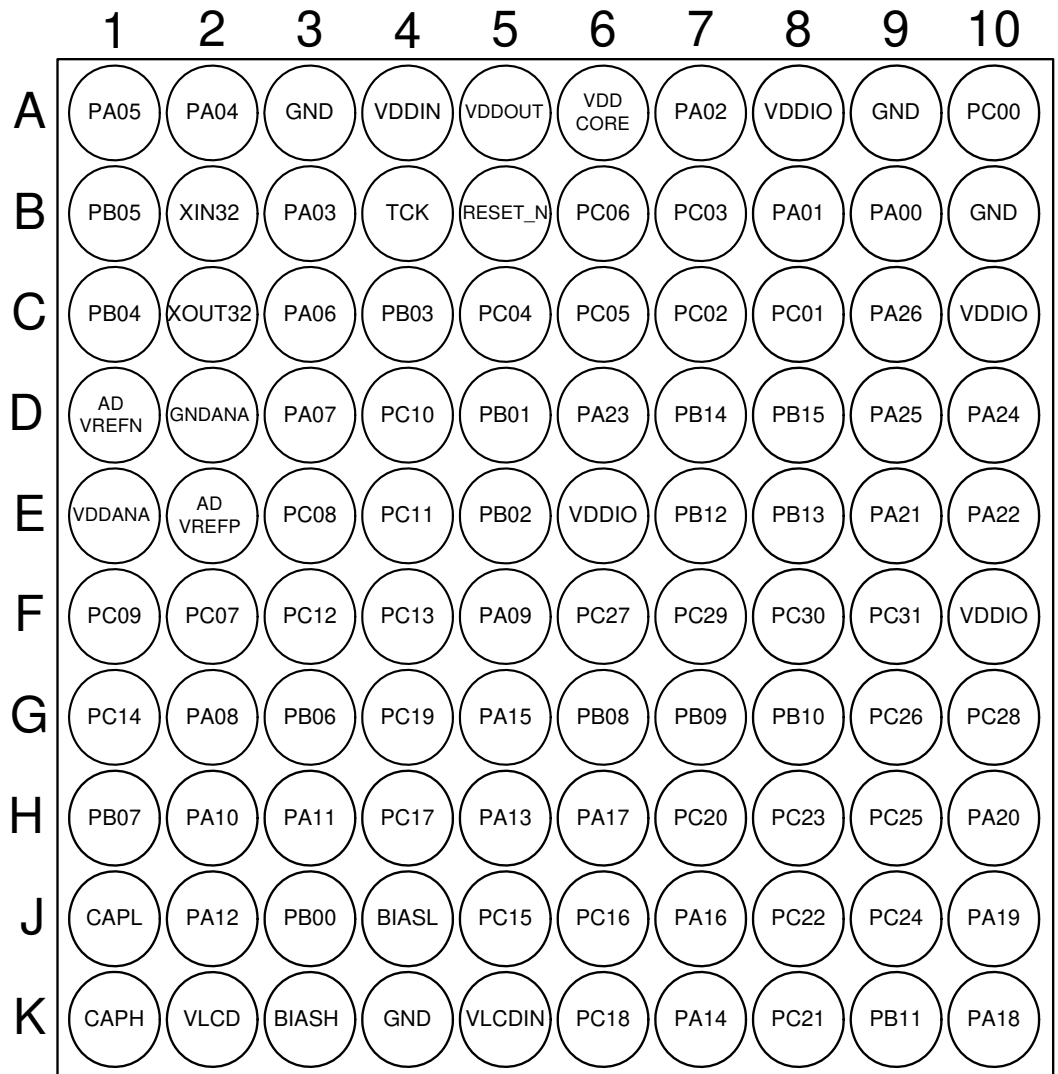 1 2 3 4 5 6 7 8 9 10
A PA05 PA04 GND VDDIN VDDOUT VDD CORE PA02 VDDIO GND PC00
B PB05 XIN32 PA03 TCK RESET_N PC06 PC03 PA01 PA00 GND
C PB04 XOUT32 PA06 PB03 PC04 PC05 PC02 PC01 PA26 VDDIO
D AD VREFN GNDANA PA07 PC10 PB01 PA23 PB14 PB15 PA25 PA24
E VDDANA AD VREFP PC08 PC11 PB02 VDDIO PB12 PB13 PA21 PA22
F PC09 PC07 PC12 PC13 PA09 PC27 PC29 PC30 PC31 VDDIO
G PC14 PA08 PB06 PC19 PA15 PB08 PB09 PB10 PC26 PC28
H PB07 PA10 PA11 PC17 PA13 PA17 PC20 PC23 PC25 PA20
J CAPL PA12 PB00 BIASL PC15 PC16 PA16 PC22 PC24 PA19
K CAPH VLCD BIASH GND VLCDIN PC18 PA14 PC21 PB11 PA18